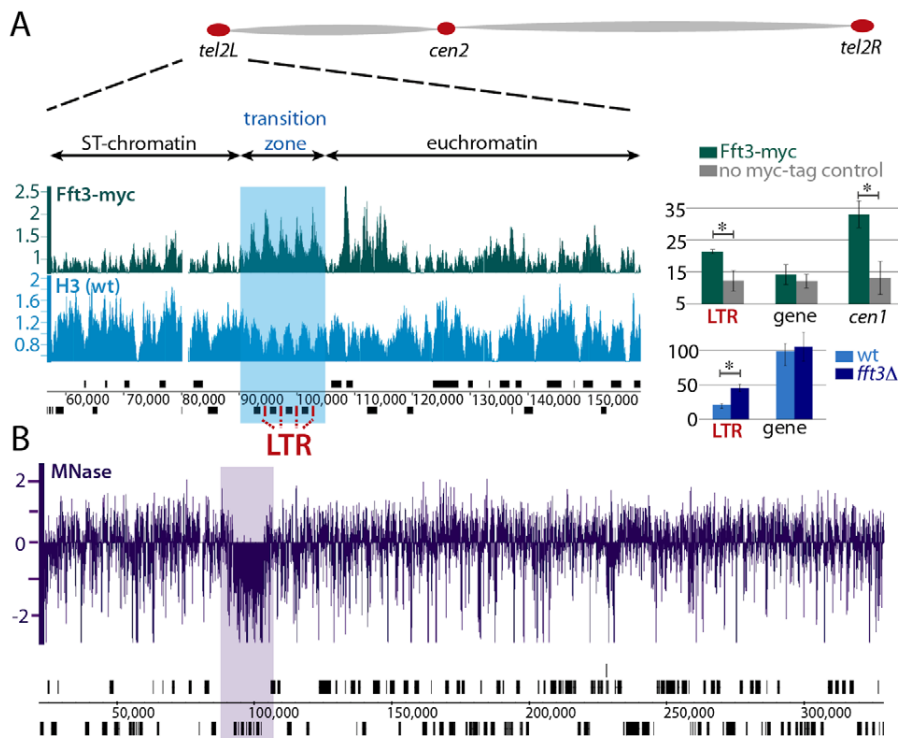 A
tel2L
cen2
tel2R
transition
zone
ST-chromatin
euchromatin
Fft3-myc
2.5
2
1.5
1
H3 (wt)
2
1.6
1.2
0.8
60,000 70,000 80,000 90,000 100,000 110,000 120,000 130,000 140,000 150,000
LTR
Fft3-myc
no myc-tag control
35
25
15
5
* *
LTR gene cen1
wt
fft3Δ
100
50
0
*
LTR gene
B
MNase
2
0
-2
50,000 100,000 150,000 200,000 250,000 300,000